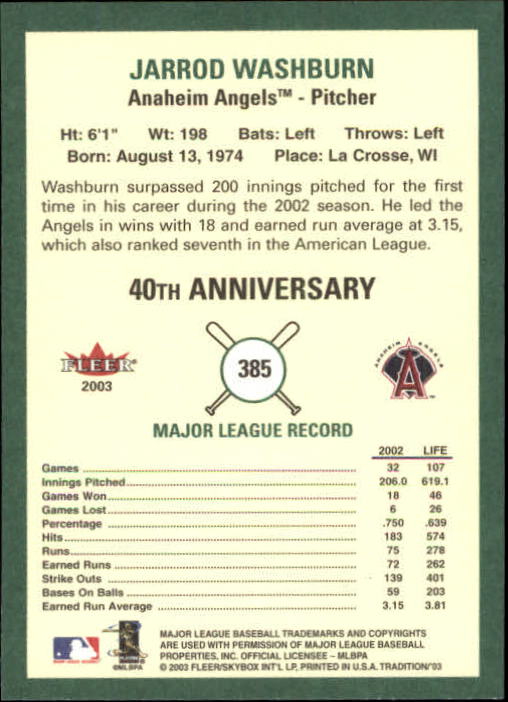 JARROD WASHBURN
Anaheim Angels™ - Pitcher
Ht: 6'1" Wt: 198 Bats: Left Throws: Left
Born: August 13, 1974 Place: La Crosse, WI
Washburn surpassed 200 innings pitched for the first
time in his career during the 2002 season. He led the
Angels in wins with 18 and earned run average at 3.15,
which also ranked seventh in the American League.
40TH ANNIVERSARY
FLEER
2003
385
ANAHEIM ANGELS
A
MAJOR LEAGUE RECORD
2002 LIFE
Games 32 107
Innings Pitched 206.0 619.1
Games Won 18 46
Games Lost 6 26
Percentage .750 .639
Hits 183 574
Runs 75 278
Earned Runs 72 262
Strike Outs 139 401
Bases On Balls 59 203
Earned Run Average 3.15 3.81
©MLBPA
MAJOR LEAGUE BASEBALL TRADEMARKS AND COPYRIGHTS
ARE USED WITH PERMISSION OF MAJOR LEAGUE BASEBALL
PROPERTIES, INC. OFFICIAL LICENSEE - MLBPA
© 2003 FLEER/SKYBOX INT'L LP, PRINTED IN U.S.A. TRADITION/'03